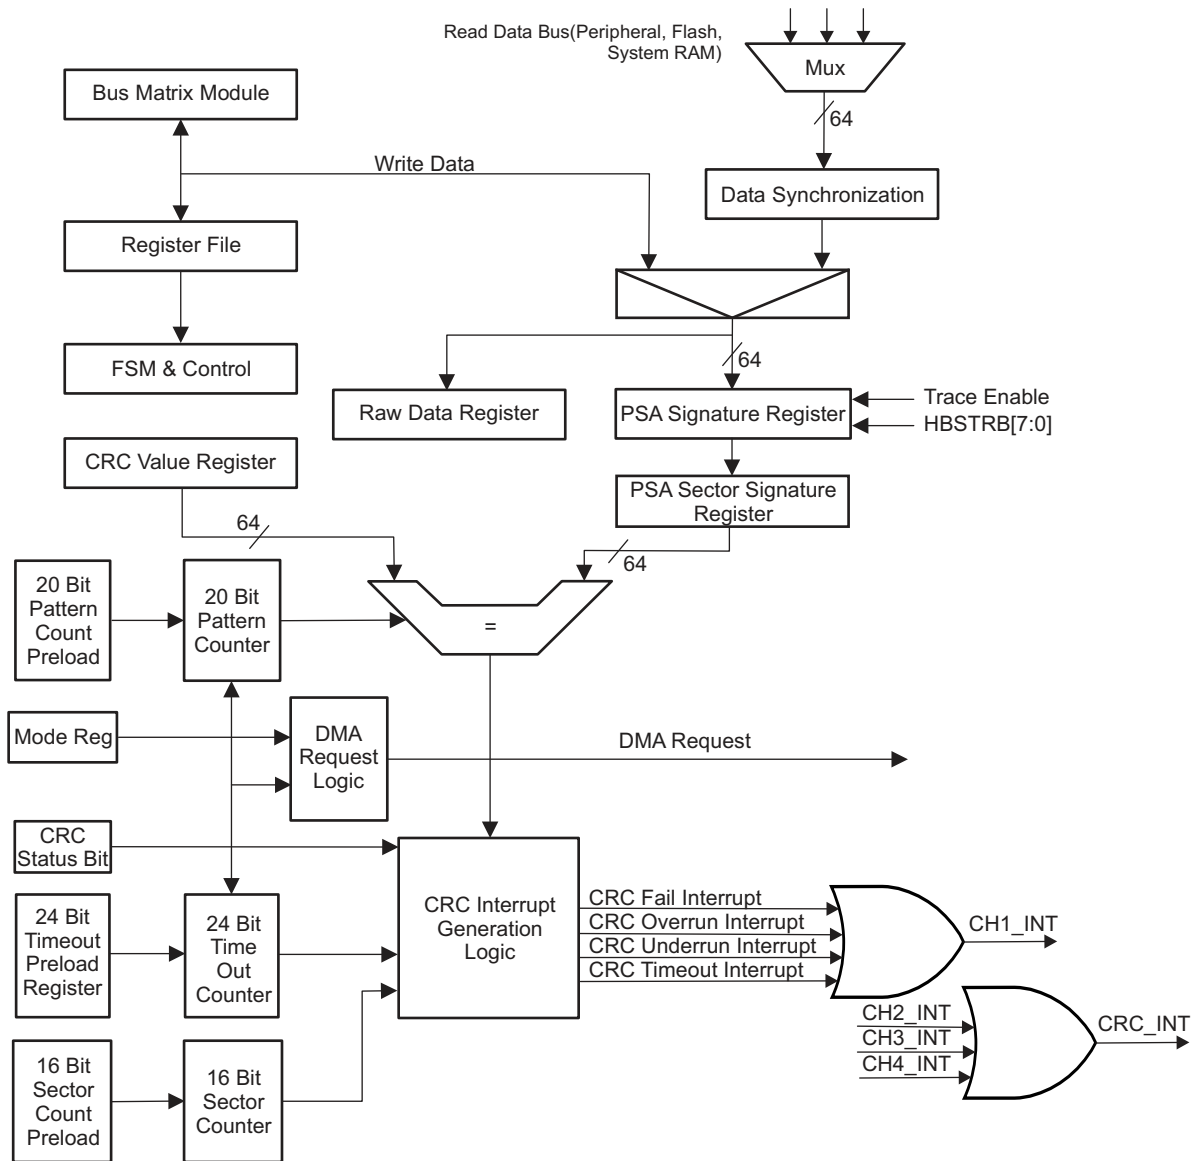 Read Data Bus(Peripheral, Flash,
System RAM)
Mux
64
Bus Matrix Module
Write Data
Data Synchronization
Register File
64
FSM & Control
Raw Data Register
PSA Signature Register
Trace Enable
HBSTRB[7:0]
CRC Value Register
PSA Sector Signature
Register
64
64
20 Bit
Pattern
Count
Preload
20 Bit
Pattern
Counter
=
Mode Reg
DMA
Request
Logic
DMA Request
CRC
Status Bit
24 Bit
Timeout
Preload
Register
24 Bit
Time
Out
Counter
CRC Interrupt
Generation
Logic
CRC Fail Interrupt
CRC Overrun Interrupt
CRC Underrun Interrupt
CRC Timeout Interrupt
CH1_INT
CH2_INT
CH3_INT
CH4_INT
CRC_INT
16 Bit
Sector
Count
Preload
16 Bit
Sector
Counter